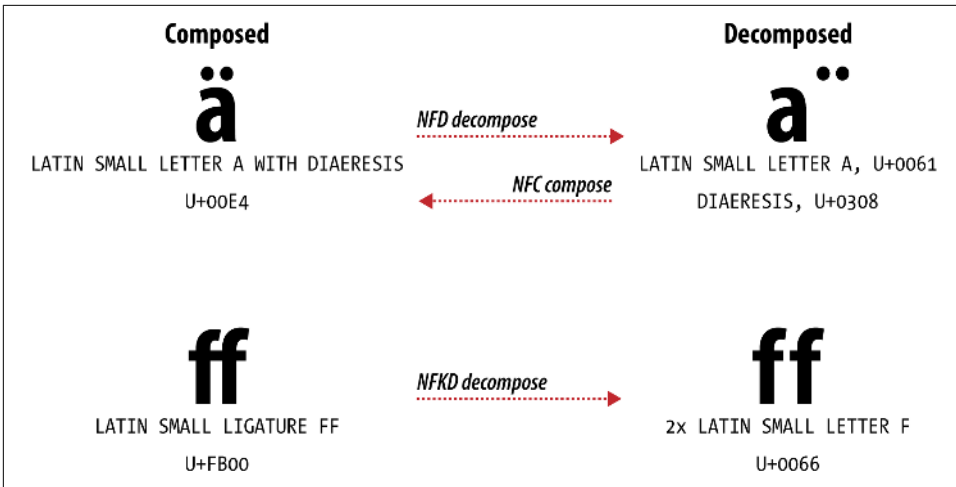 Composed
Decomposed
ä
a ¨
NFD decompose
LATIN SMALL LETTER A WITH DIAERESIS
LATIN SMALL LETTER A, U+0061
NFC compose
U+00E4
DIAERESIS, U+0308
ff
ff
NFKD decompose
LATIN SMALL LIGATURE FF
2x LATIN SMALL LETTER F
U+FB00
U+0066